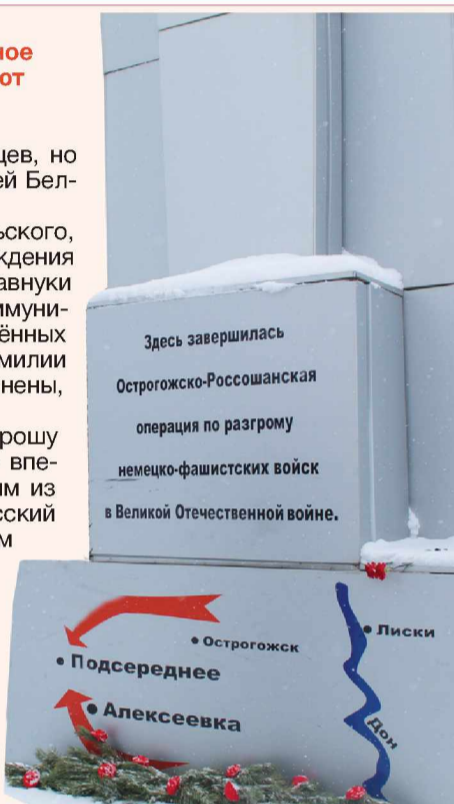 ное
от
цев, но
ей Бел-
ьского,
ждения
авнуки
ммуни-
ённых
милии
нены,
рошу
впе-
им из
сский
м
Здесь завершилась
Острогожско-Россошанская
операция по разгрому
немецко-фашистских войск
в Великой Отечественной войне.
Лиски
Острогожск
Подсереднее
Алексеевка
Дон